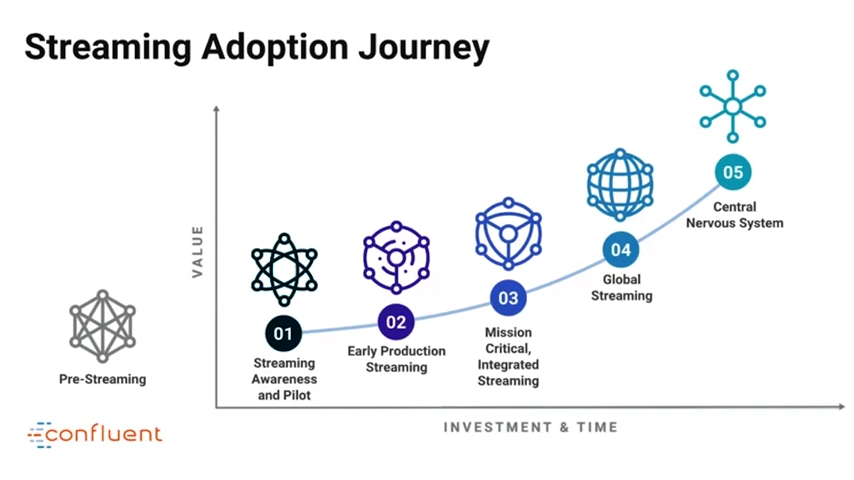 Streaming Adoption Journey
05
Central
Nervous System
04
Global
Streaming
03
Mission
Critical,
Integrated
Streaming
02
Early Production
Streaming
01
Streaming
Awareness
and Pilot
Pre-Streaming
VALUE
INVESTMENT & TIME
confluent